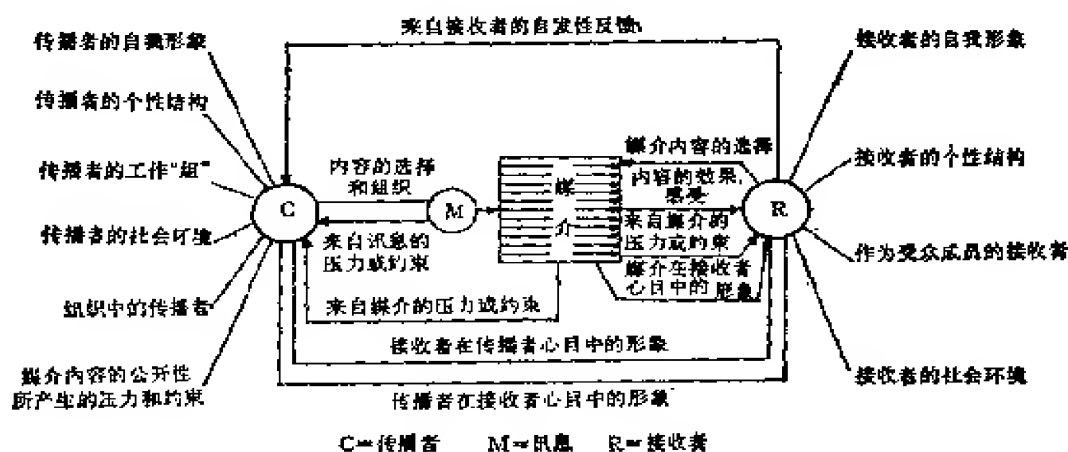 来自接收者的自发性反馈
传播者的自我形象
传播者的个性结构
传播者的工作“组”
传播者的社会环境
组织中的传播者
媒介内容的公开性
所产生的压力和约束
C
内容的选择
和组织
M
来自讯息的
压力或约束
来自媒介的压力或约束
媒
介
媒介内容的选择
内容的效果,
感受
来自媒介的
压力或约束
媒介在接收者
心目中的形象
R
接收者的自我形象
接收者的个性结构
作为受众成员的接收者
接收者的社会环境
接收者在传播者心目中的形象
传播者在接收者心目中的形象
C=传播者 M=讯息 R=接收者